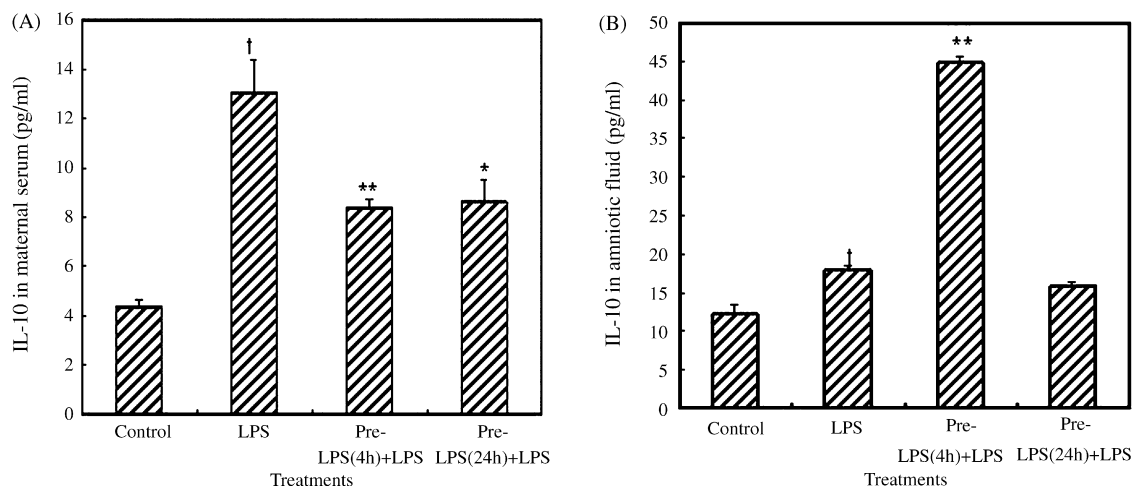 (A)
IL-10 in maternal serum (pg/ml)
16
14
12
10
8
6
4
2
0
†
**
*
Control LPS Pre- Pre-
LPS(4h)+LPS LPS(24h)+LPS
Treatments
(B)
IL-10 in amniotic fluid (pg/ml)
50
45
40
35
30
25
20
15
10
5
0
†
**
Control LPS Pre- Pre-
LPS(4h)+LPS LPS(24h)+LPS
Treatments